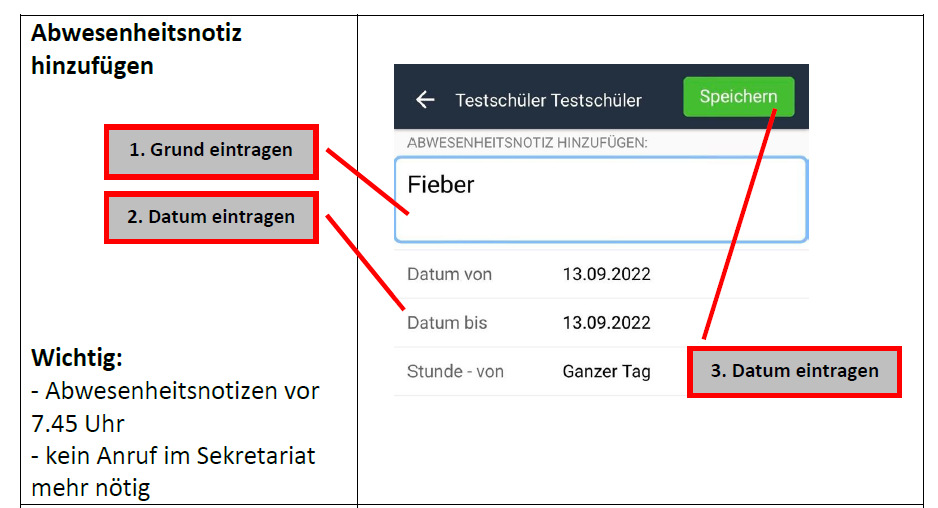 Abwesenheitsnotiz
hinzufügen
1. Grund eintragen
2. Datum eintragen
Wichtig:
- Abwesenheitsnotizen vor
7.45 Uhr
- kein Anruf im Sekretariat
mehr nötig
← Testschüler Testschüler Speichern
ABWESENHEITSNOTIZ HINZUFÜGEN:
Fieber
Datum von 13.09.2022
Datum bis 13.09.2022
Stunde - von Ganzer Tag
3. Datum eintragen